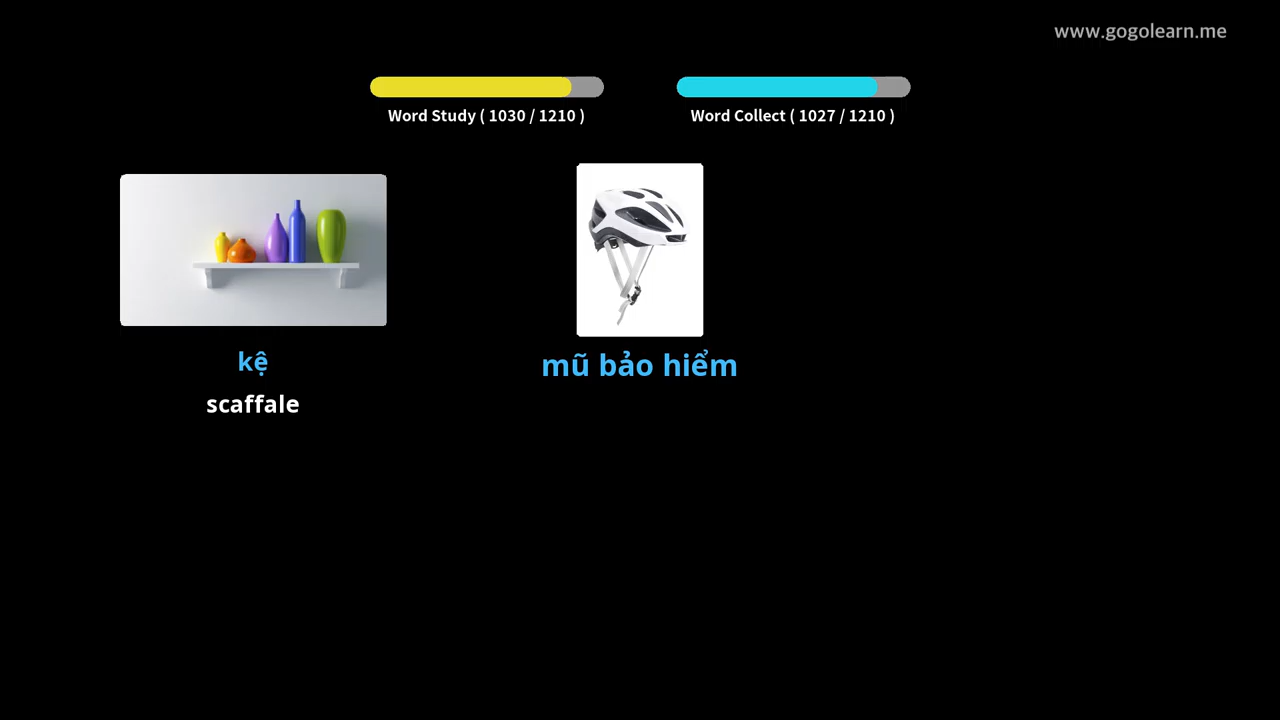 www.gogolearn.me
Word Study ( 1030 / 1210 )
Word Collect ( 1027 / 1210 )
kệ
scaffale
mũ bảo hiểm